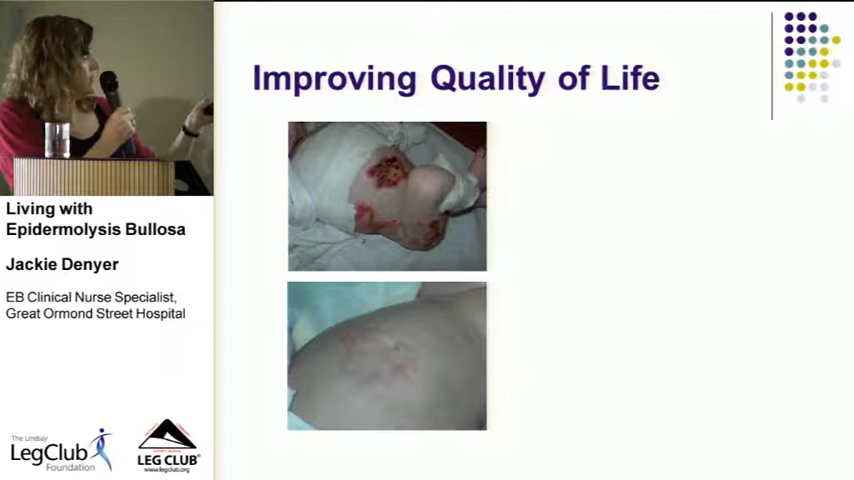 Improving Quality of Life
Living with
Epidermolysis Bullosa
Jackie Denyer
EB Clinical Nurse Specialist,
Great Ormond Street Hospital
The Lindsay
LegClub
Foundation
LEG CLUB®
www.legclub.org